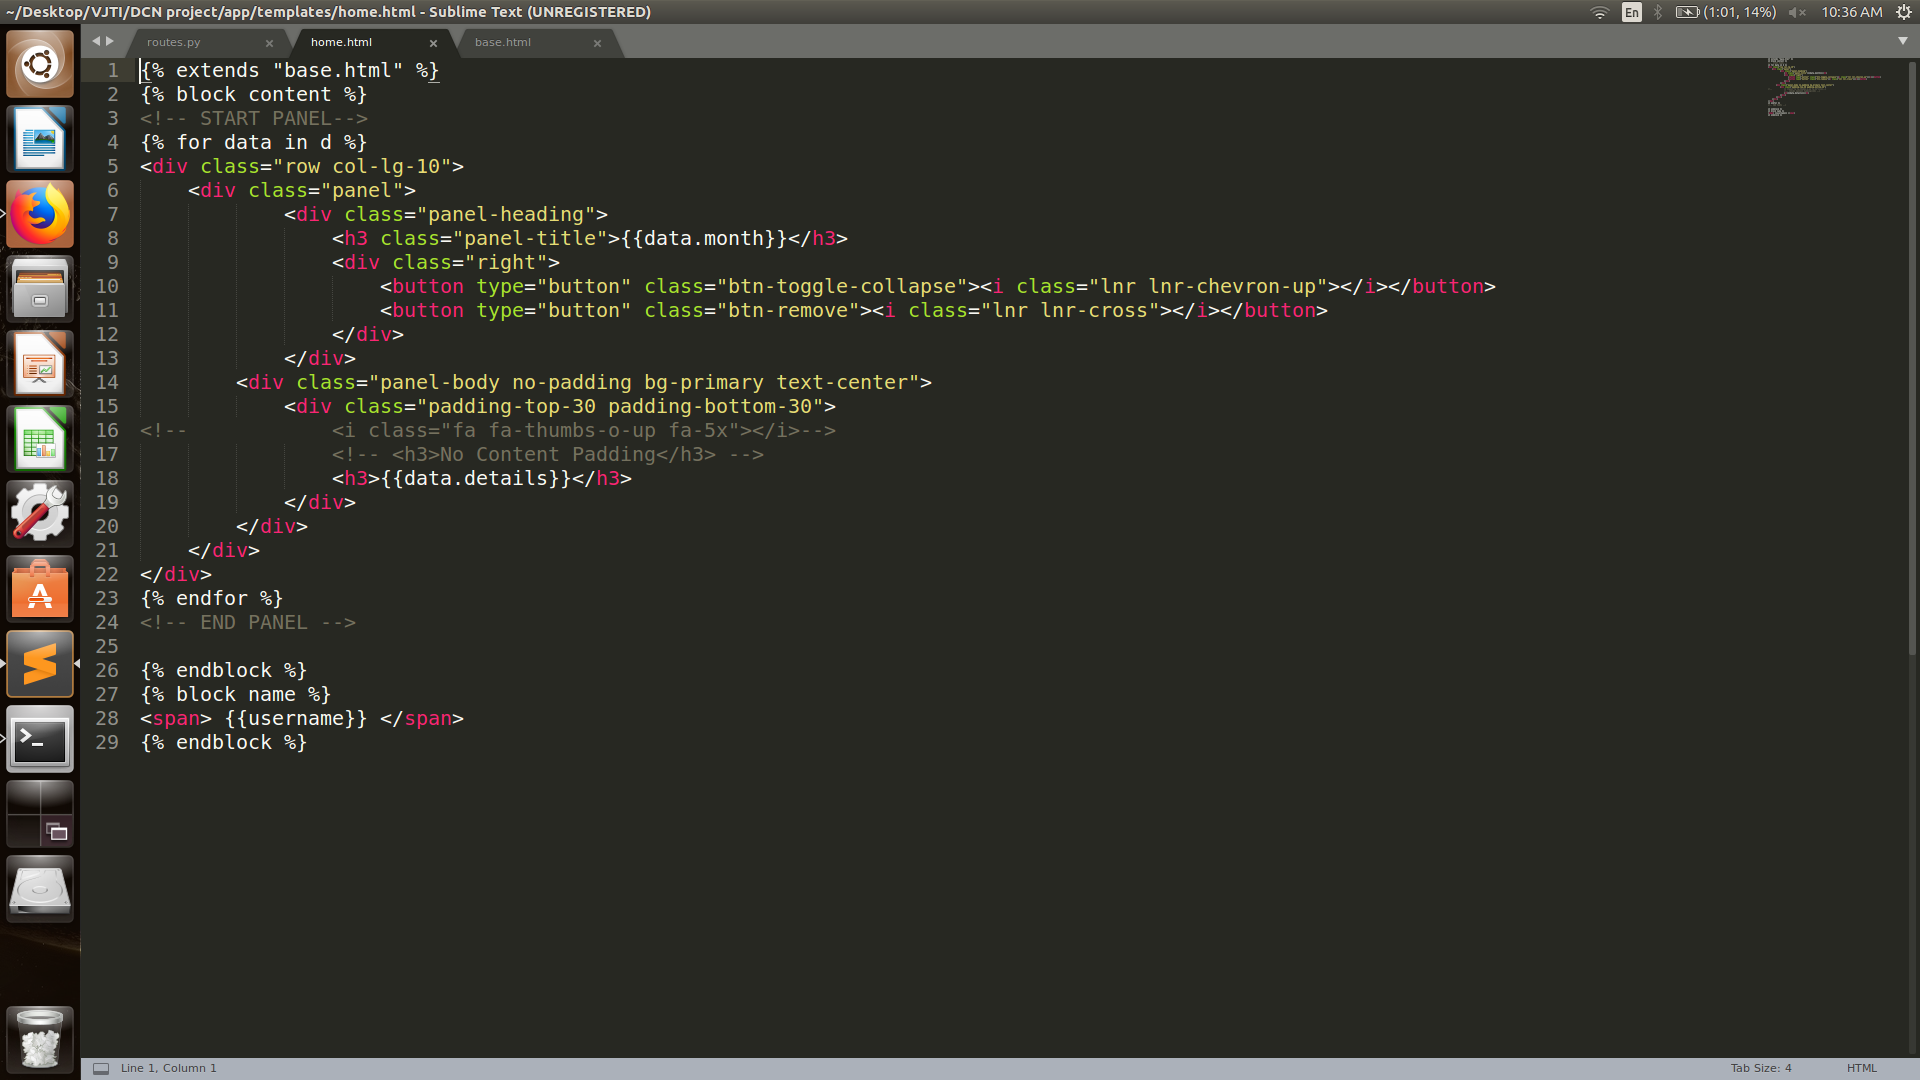 ~/Desktop/VJTI/DCN project/app/templates/home.html - Sublime Text (UNREGISTERED)
En (1:01, 14%) 10:36 AM
routes.py × home.html × base.html ×
1 {% extends "base.html" %}
2 {% block content %}
3 <!-- START PANEL-->
4 {% for data in d %}
5 <div class="row col-lg-10">
6     <div class="panel">
7             <div class="panel-heading">
8                 <h3 class="panel-title">{{data.month}}</h3>
9                 <div class="right">
10                     <button type="button" class="btn-toggle-collapse"><i class="lnr lnr-chevron-up"></i></button>
11                     <button type="button" class="btn-remove"><i class="lnr lnr-cross"></i></button>
12                 </div>
13             </div>
14         <div class="panel-body no-padding bg-primary text-center">
15             <div class="padding-top-30 padding-bottom-30">
16 <!--            <i class="fa fa-thumbs-o-up fa-5x"></i>-->
17                 <!-- <h3>No Content Padding</h3> -->
18                 <h3>{{data.details}}</h3>
19             </div>
20         </div>
21     </div>
22 </div>
23 {% endfor %}
24 <!-- END PANEL -->
25
26 {% endblock %}
27 {% block name %}
28 <span> {{username}} </span>
29 {% endblock %}
Line 1, Column 1
Tab Size: 4 HTML